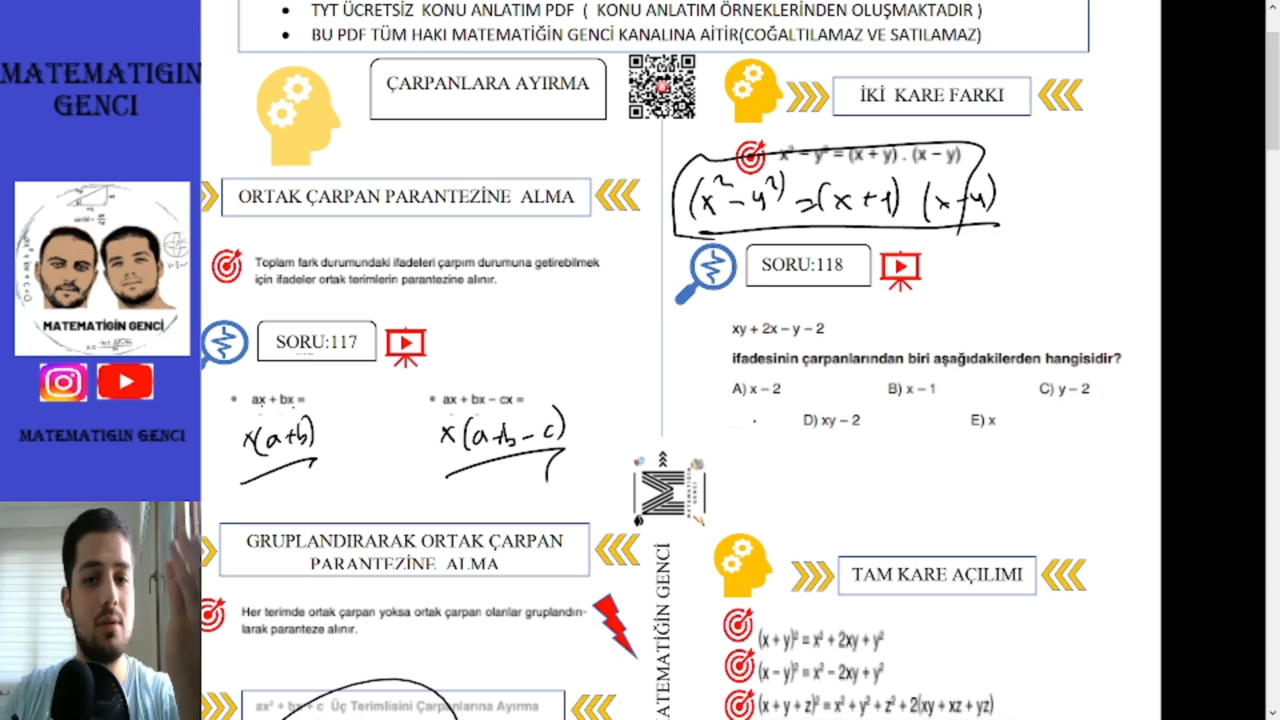 TYT ÜCRETSİZ KONU ANLATIM PDF ( KONU ANLATIM ÖRNEKLERİNDEN OLUŞMAKTADIR )
BU PDF TÜM HAKI MATEMATİĞİN GENCİ KANALINA AİTİR(COĞALTILAMAZ VE SATILAMAZ)
MATEMATIGIN
GENCI
MATEMATİGİN GENCİ
MATEMATIGIN GENCI
ÇARPANLARA AYIRMA
ORTAK ÇARPAN PARANTEZİNE ALMA
Toplam fark durumundaki ifadeleri çarpım durumuna getirebilmek
için ifadeler ortak terimlerin parantezine alınır.
SORU:117
• ax + bx =
• ax + bx – cx =
x(a+b)
x(a+b-c)
GRUPLANDIRARAK ORTAK ÇARPAN
PARANTEZİNE ALMA
Her terimde ortak çarpan yoksa ortak çarpan olanlar gruplandırı-
larak paranteze alınır.
ax² + bx + c Üç Terimlisini Çarpanlarına Ayırma
MATEMATİĞİN GENCİ
İKİ KARE FARKI
x² – y² = (x + y) . (x – y)
(x²-y²)=(x+y) (x-y)
SORU:118
xy + 2x – y – 2
ifadesinin çarpanlarından biri aşağıdakilerden hangisidir?
A) x – 2 B) x – 1 C) y – 2
D) xy – 2 E) x
TAM KARE AÇILIMI
(x + y)² = x² + 2xy + y²
(x – y)² = x² – 2xy + y²
(x + y + z)² = x² + y² + z² + 2(xy + xz + yz)